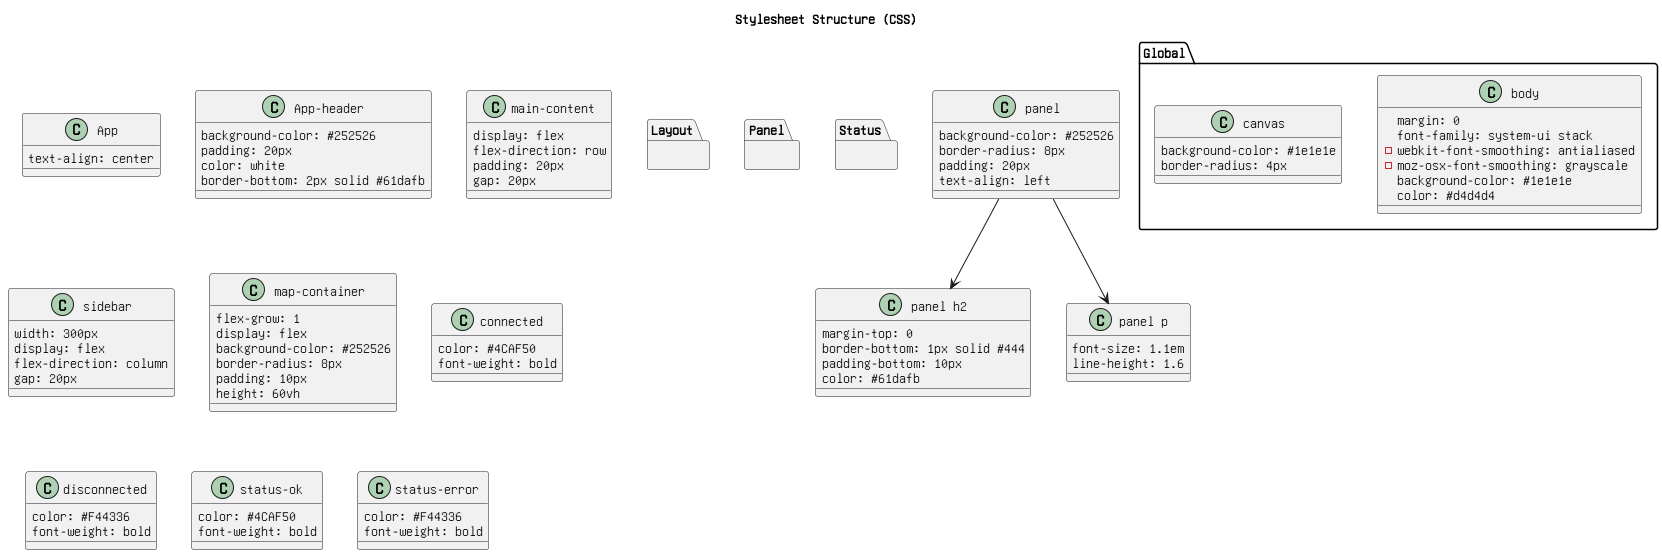 Stylesheet Structure (CSS)
C App
text-align: center
C App-header
background-color: #252526
padding: 20px
color: white
border-bottom: 2px solid #61dafb
C main-content
display: flex
flex-direction: row
padding: 20px
gap: 20px
Layout
Panel
Status
C panel
background-color: #252526
border-radius: 8px
padding: 20px
text-align: left
Global
C canvas
background-color: #1e1e1e
border-radius: 4px
C body
margin: 0
font-family: system-ui stack
webkit-font-smoothing: antialiased
moz-osx-font-smoothing: grayscale
background-color: #1e1e1e
color: #d4d4d4
C sidebar
width: 300px
display: flex
flex-direction: column
gap: 20px
C map-container
flex-grow: 1
display: flex
background-color: #252526
border-radius: 8px
padding: 10px
height: 60vh
C connected
color: #4CAF50
font-weight: bold
C panel h2
margin-top: 0
border-bottom: 1px solid #444
padding-bottom: 10px
color: #61dafb
C panel p
font-size: 1.1em
line-height: 1.6
C disconnected
color: #F44336
font-weight: bold
C status-ok
color: #4CAF50
font-weight: bold
C status-error
color: #F44336
font-weight: bold